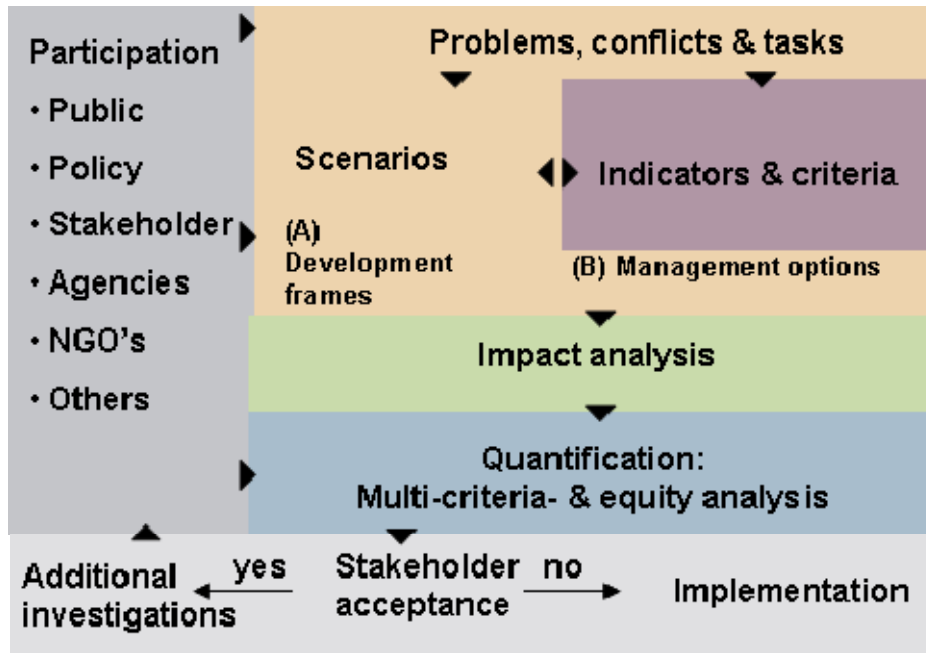 Participation
• Public
• Policy
• Stakeholder
• Agencies
• NGO's
• Others
Problems, conflicts & tasks
Scenarios
Indicators & criteria
(A)
Development
frames
(B) Management options
Impact analysis
Quantification:
Multi-criteria- & equity analysis
Additional
investigations
yes
Stakeholder
acceptance
no
Implementation